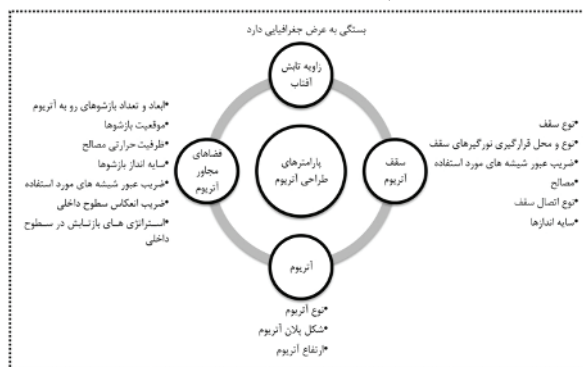 بستگی به عرض جغرافیایی دارد
زاویه تابش
آفتاب
پارامترهای
طراحی آتریوم
سقف
آتریوم
•نوع سقف
•نوع و محل قرارگیری نورگیرهای سقف
•ضریب عبور شیشه های مورد استفاده
•مصالح
•نوع اتصال سقف
•سایه اندازها
آتریوم
•نوع آتریوم
•شکل پلان آتریوم
•ارتفاع آتریوم
فضاهای
مجاور
آتریوم
•ابعاد و تعداد بازشوهای رو به آتریوم
•موقعیت بازشوها
•ظرفیت حرارتی مصالح
•سایه انداز بازشوها
•ضریب عبور شیشه های مورد استفاده
•ضریب انعکاس سطوح داخلی
•استراتژی های بازتابش در سطوح
داخلی